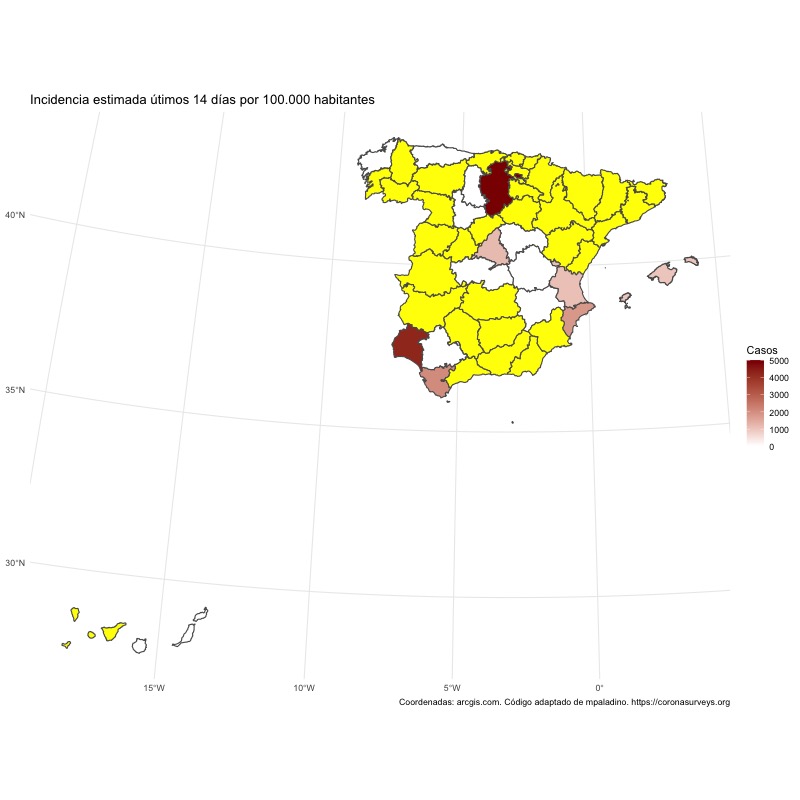 Incidencia estimada útimos 14 días por 100.000 habitantes
40°N
35°N
30°N
15°W
10°W
5°W
0°
Casos
5000
4000
3000
2000
1000
0
Coordenadas: arcgis.com. Código adaptado de mpaladino. https://coronasurveys.org